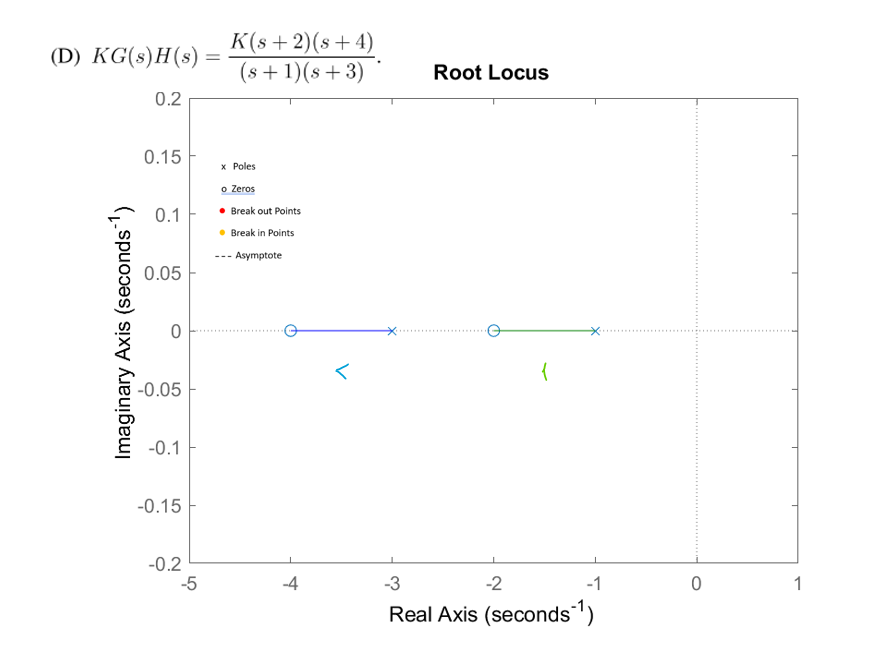 (D) KG(s)H(s) = K(s + 2)(s + 4) / (s + 1)(s + 3).
Root Locus
0.2
0.15
x Poles
o Zeros
0.1
Break out Points
Break in Points
0.05
--- Asymptote
0
-0.05
-0.1
-0.15
-0.2
-5 -4 -3 -2 -1 0 1
Imaginary Axis (seconds⁻¹)
Real Axis (seconds⁻¹)